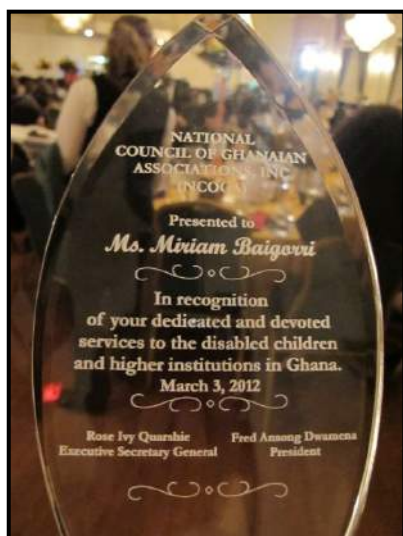 NATIONAL
COUNCIL OF GHANAIAN
ASSOCIATIONS, INC
(NCOGA)
Presented to
Ms. Miriam Baigorri
In recognition
of your dedicated and devoted
services to the disabled children
and higher institutions in Ghana.
March 3, 2012
Rose Ivy Quarshie Fred Ansong Dwamena
Executive Secretary General President